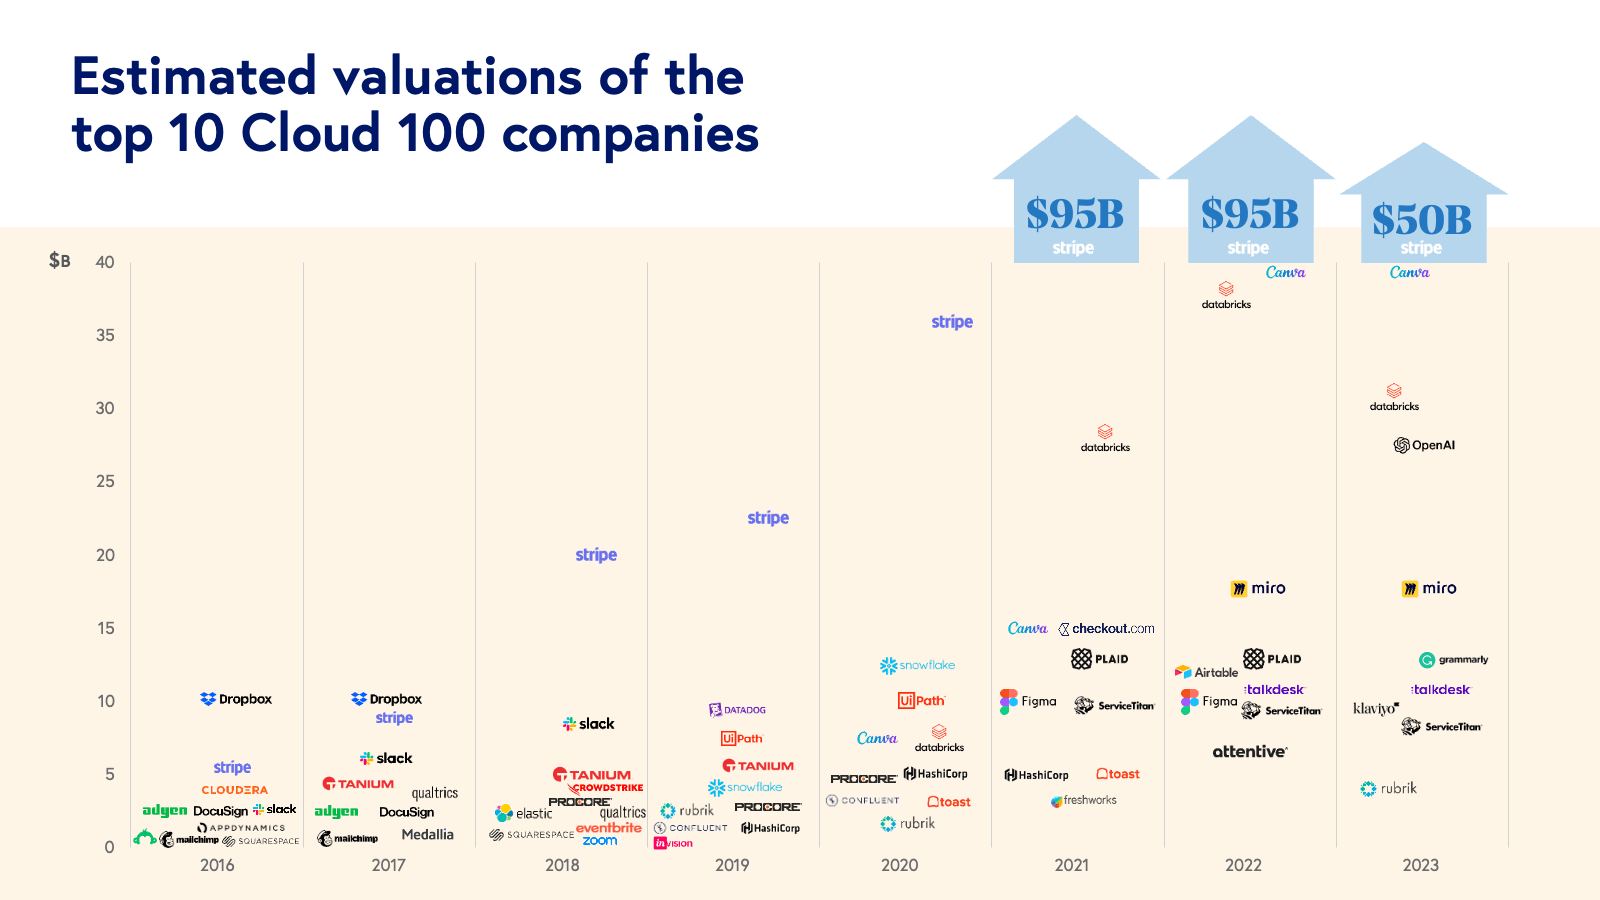 Estimated valuations of the
top 10 Cloud 100 companies
$95B
stripe
$95B
stripe
$50B
stripe
$B
40
35
30
25
20
15
10
5
0
Dropbox
stripe
CLOUDERA
adyen DocuSign slack
APPDYNAMICS
mailchimp SQUARESPACE
2016
Dropbox
stripe
slack
TANIUM
qualtrics
adyen DocuSign
mailchimp Medallia
2017
stripe
slack
TANIUM
CROWDSTRIKE
PROCORE
elastic qualtrics
SQUARESPACE eventbrite
zoom
2018
stripe
DATADOG
UiPath
TANIUM
snowflake
rubrik PROCORE
CONFLUENT HashiCorp
inVISION
2019
stripe
snowflake
UiPath
Canva databricks
PROCORE HashiCorp
CONFLUENT toast
rubrik
2020
databricks
Canva checkout.com
PLAID
Figma ServiceTitan
HashiCorp toast
freshworks
2021
Canva
databricks
miro
PLAID
Airtable
talkdesk
Figma ServiceTitan
attentive
2022
Canva
databricks
OpenAI
miro
grammarly
talkdesk
klaviyo
ServiceTitan
rubrik
2023